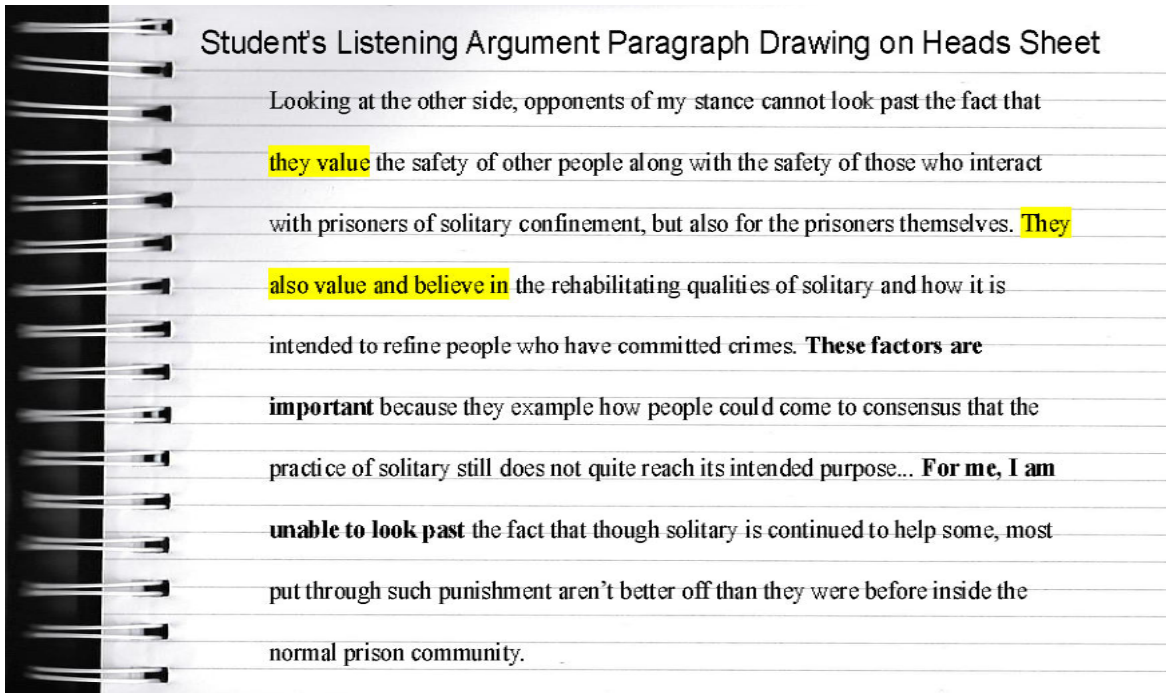 Student's Listening Argument Paragraph Drawing on Heads Sheet
Looking at the other side, opponents of my stance cannot look past the fact that
they value the safety of other people along with the safety of those who interact
with prisoners of solitary confinement, but also for the prisoners themselves. They
also value and believe in the rehabilitating qualities of solitary and how it is
intended to refine people who have committed crimes. These factors are
important because they example how people could come to consensus that the
practice of solitary still does not quite reach its intended purpose... For me, I am
unable to look past the fact that though solitary is continued to help some, most
put through such punishment aren't better off than they were before inside the
normal prison community.